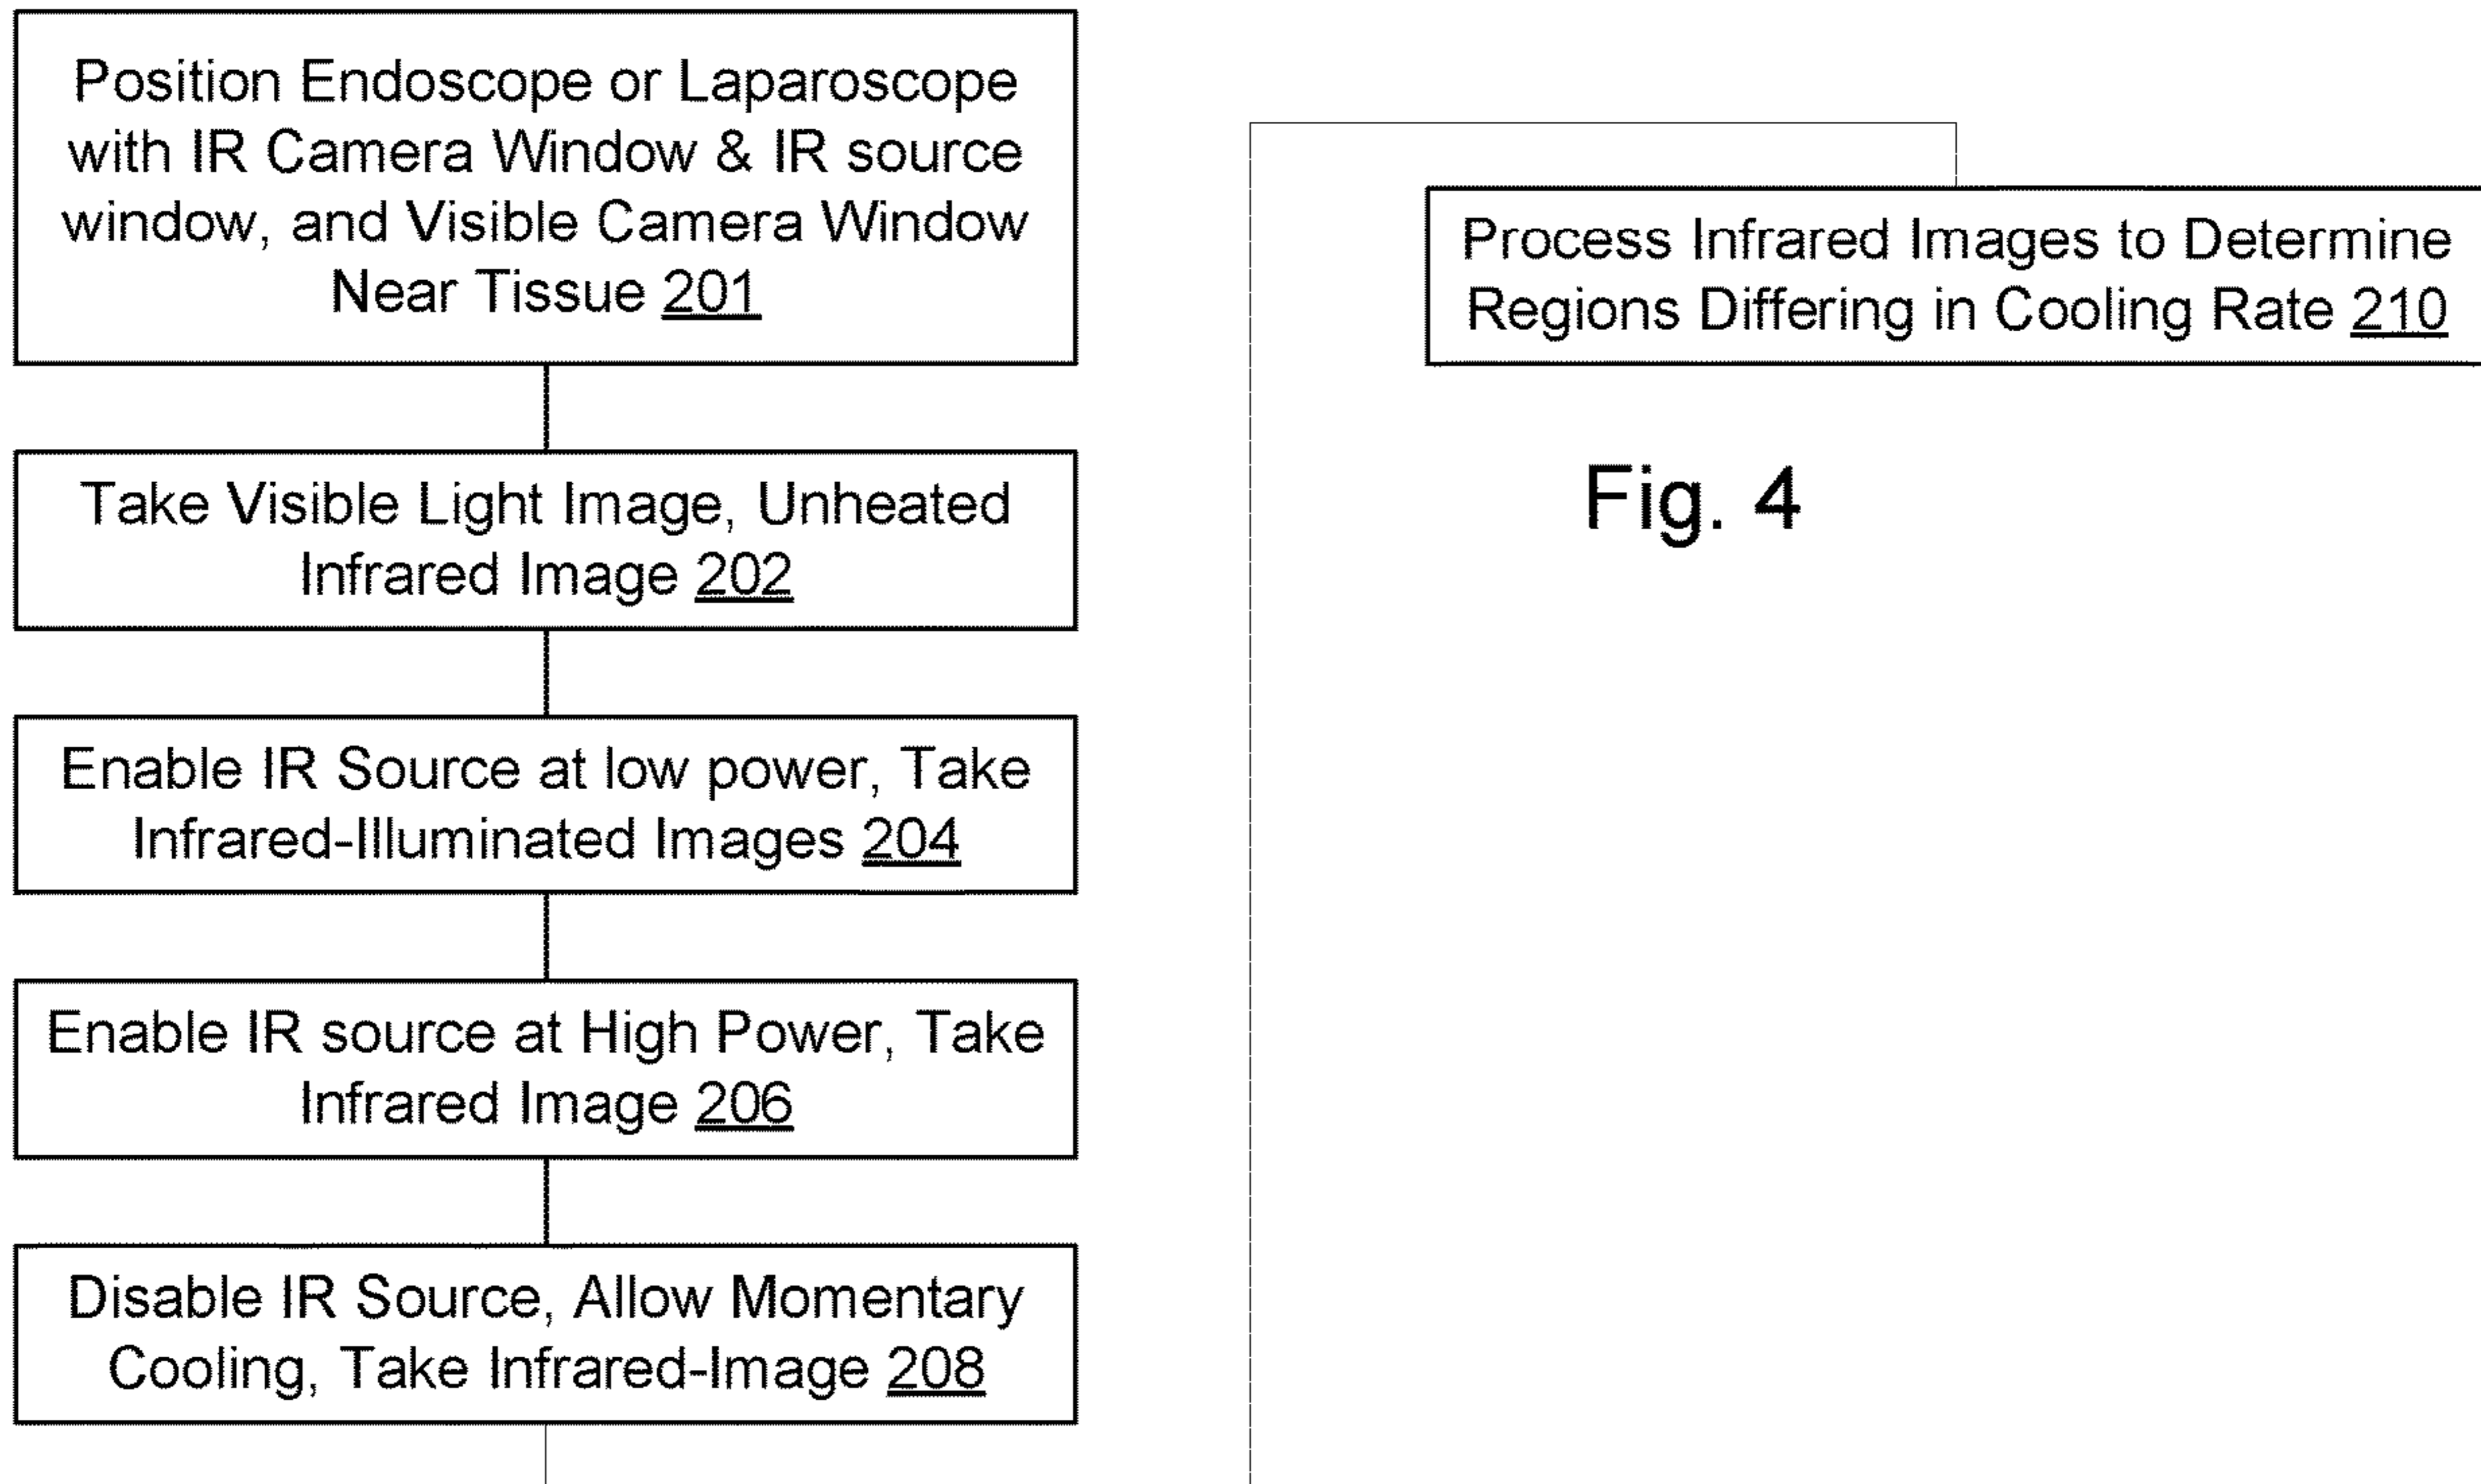 Position Endoscope or Laparoscope
with IR Camera Window & IR source
window, and Visible Camera Window
Near Tissue 201
Take Visible Light Image, Unheated
Infrared Image 202
Enable IR Source at low power, Take
Infrared-Illuminated Images 204
Enable IR source at High Power, Take
Infrared Image 206
Disable IR Source, Allow Momentary
Cooling, Take Infrared-Image 208
Process Infrared Images to Determine
Regions Differing in Cooling Rate 210
Fig. 4